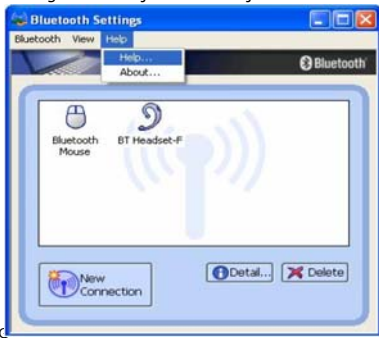 Bluetooth Settings
Bluetooth View Help
Help...
About...
Bluetooth
Bluetooth
Mouse
BT Headset-F
New
Connection
Detail...
Delete